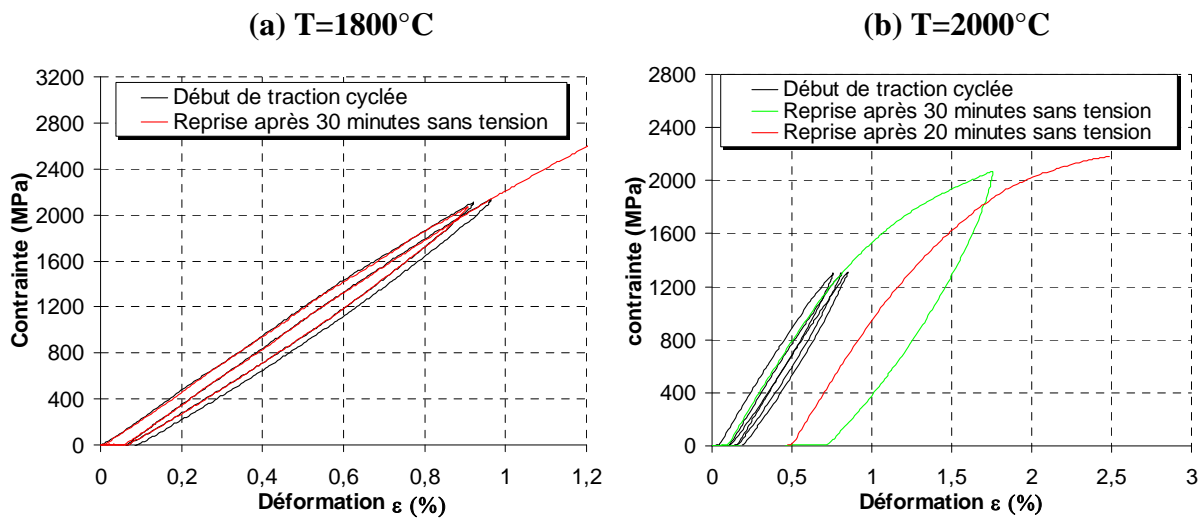 (a) T=1800°C
3200
2800
2400
2000
1600
1200
800
400
0
Contrainte (MPa)
Début de traction cyclée
Reprise après 30 minutes sans tension
0 0,2 0,4 0,6 0,8 1 1,2
Déformation ε (%)
(b) T=2000°C
2800
2400
2000
1600
1200
800
400
0
contrainte (MPa)
Début de traction cyclée
Reprise après 30 minutes sans tension
Reprise après 20 minutes sans tension
0 0,5 1 1,5 2 2,5 3
Déformation ε (%)